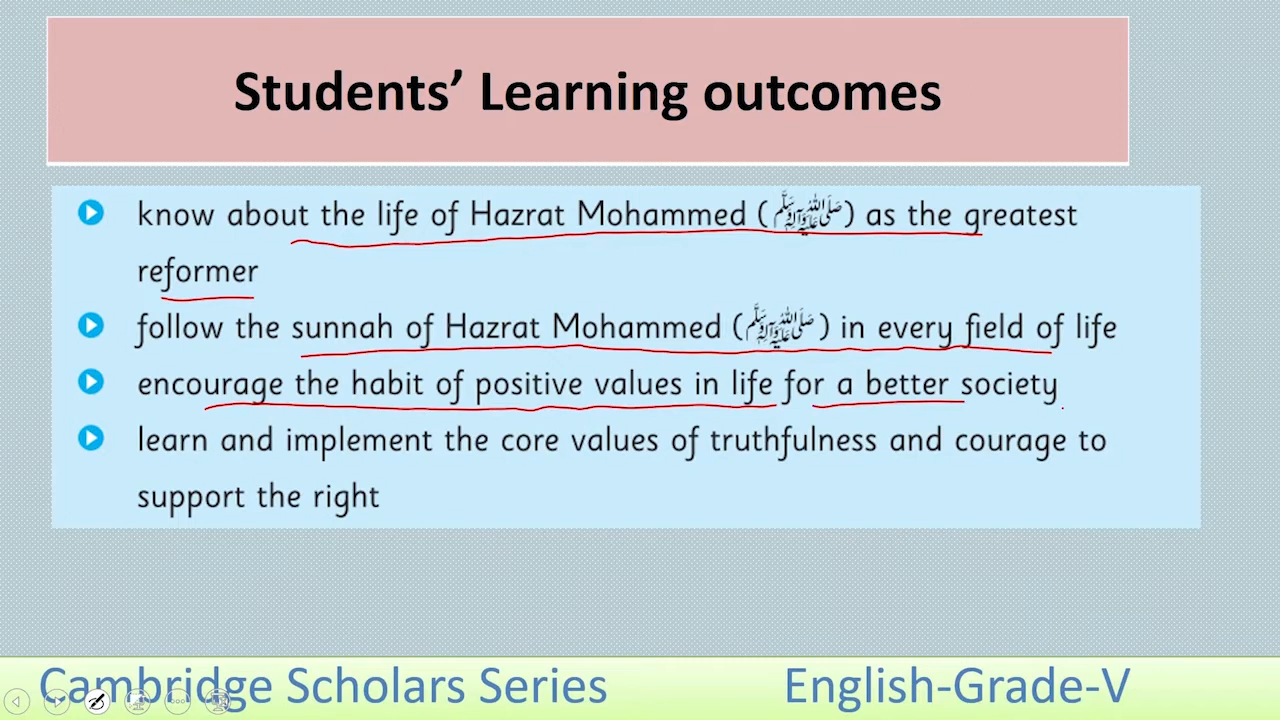 Students’ Learning outcomes
know about the life of Hazrat Mohammed (ﷺ) as the greatest
reformer
follow the sunnah of Hazrat Mohammed (ﷺ) in every field of life
encourage the habit of positive values in life for a better society
learn and implement the core values of truthfulness and courage to
support the right
Cambridge Scholars Series English-Grade-V